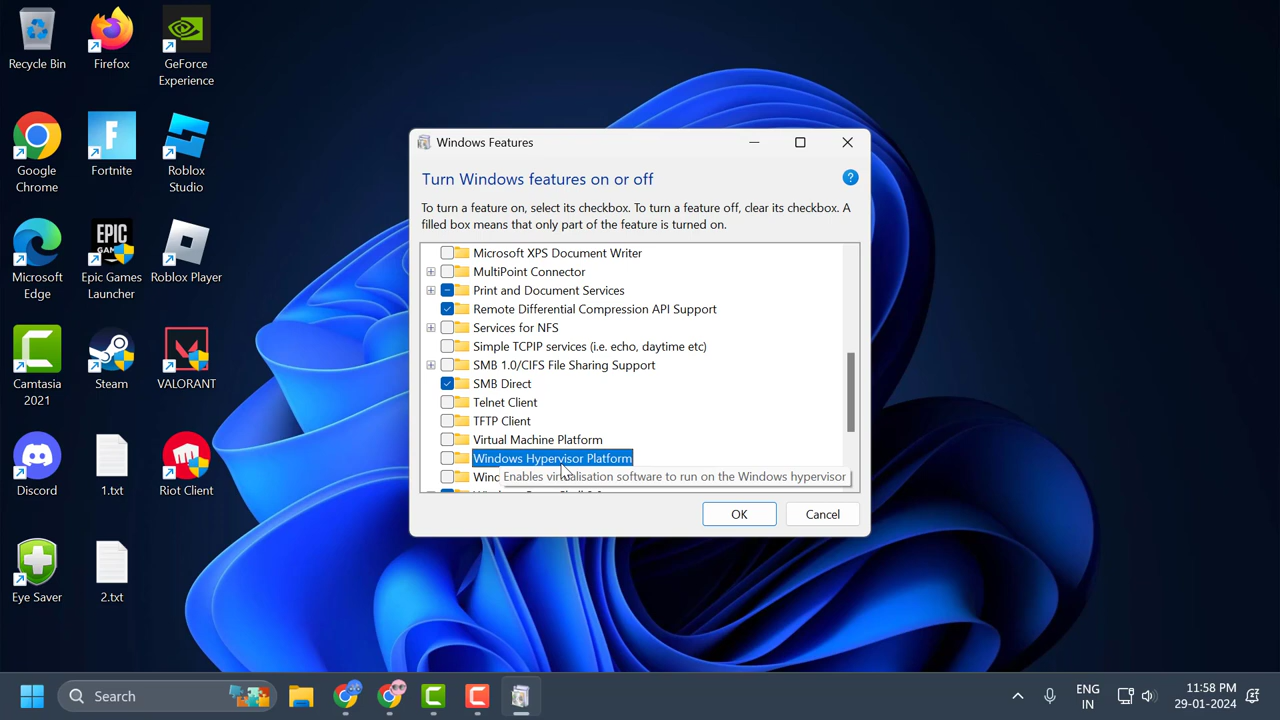 Recycle Bin
Firefox
GeForce
Experience
Google
Chrome
Fortnite
Roblox
Studio
Microsoft
Edge
EPIC
GAMES
Epic Games
Launcher
Roblox Player
Camtasia
2021
Steam
VALORANT
Discord
1.txt
Riot Client
Eye Saver
2.txt
Windows Features
Turn Windows features on or off
To turn a feature on, select its checkbox. To turn a feature off, clear its checkbox. A
filled box means that only part of the feature is turned on.
Microsoft XPS Document Writer
MultiPoint Connector
Print and Document Services
Remote Differential Compression API Support
Services for NFS
Simple TCPIP services (i.e. echo, daytime etc)
SMB 1.0/CIFS File Sharing Support
SMB Direct
Telnet Client
TFTP Client
Virtual Machine Platform
Windows Hypervisor Platform
Enables virtualisation software to run on the Windows hypervisor
OK
Cancel
Search
ENG
IN
11:58 PM
29-01-2024